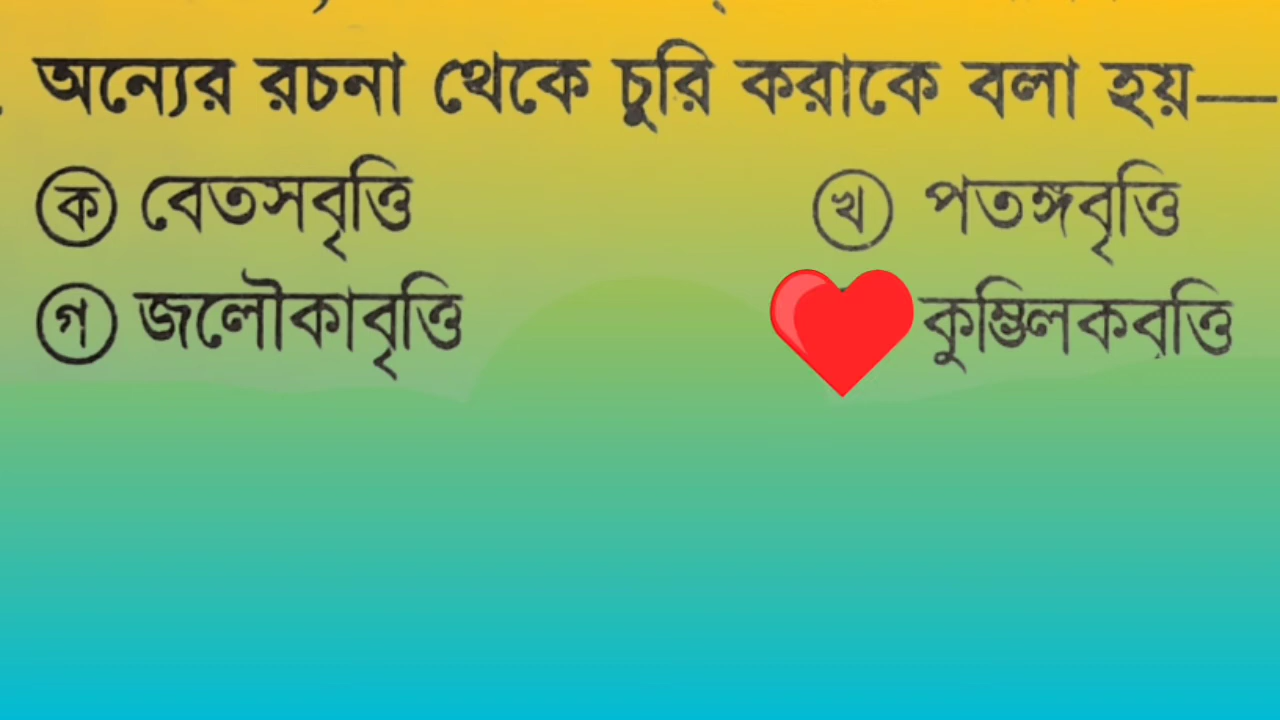 অন্যের রচনা থেকে চুরি করাকে বলা হয়—
ক বেতসবৃত্তি খ পতঙ্গবৃত্তি
গ জলৌকাবৃত্তি কুম্ভিলকবৃত্তি